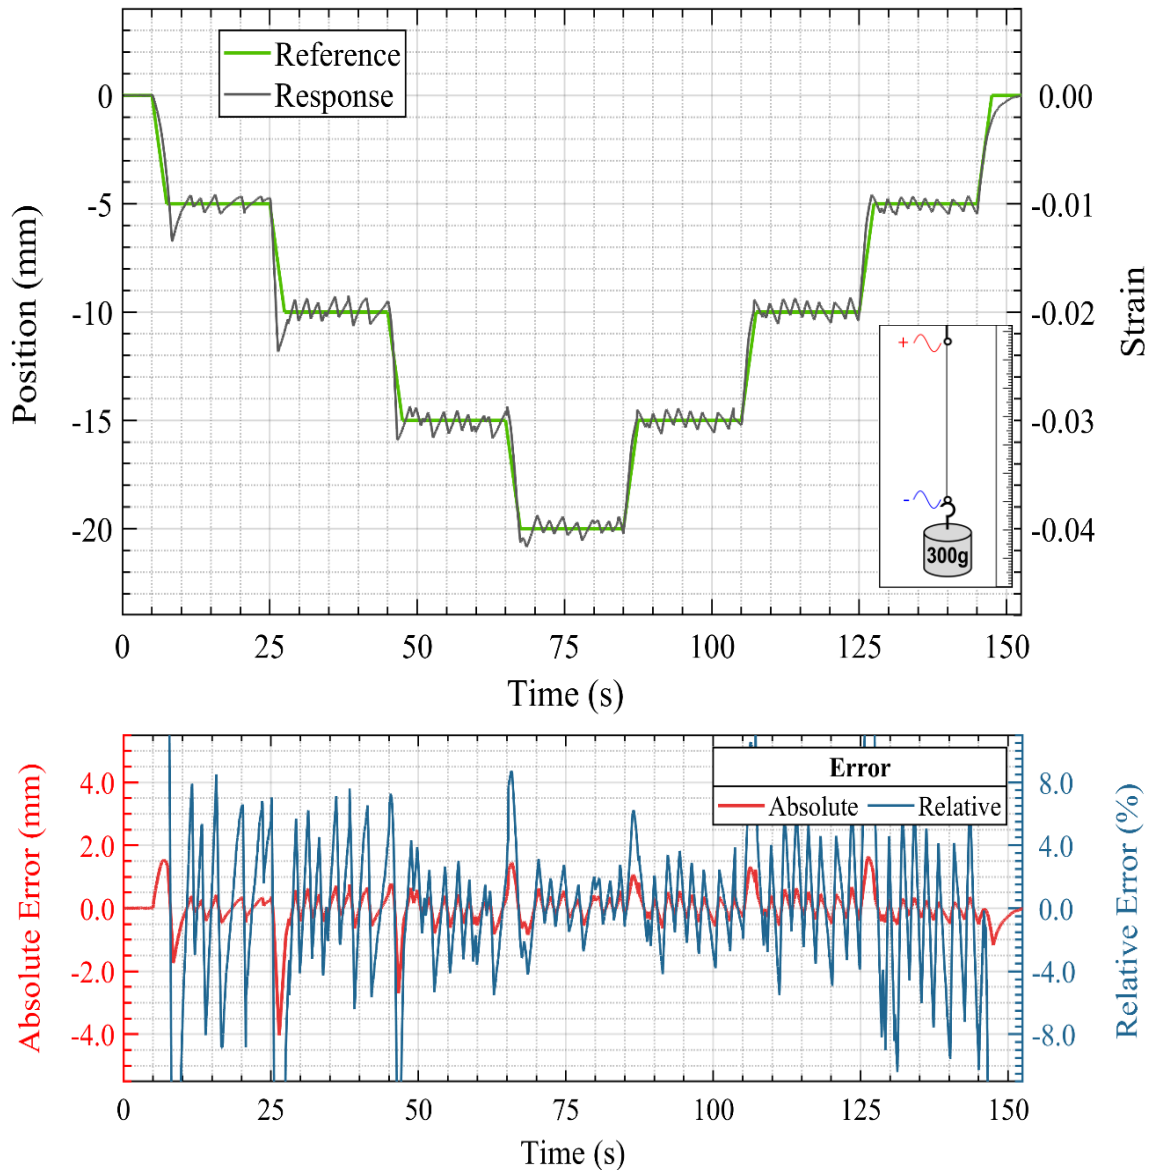 Reference
Response
0
-5
-10
-15
-20
Position (mm)
0.00
-0.01
-0.02
-0.03
-0.04
Strain
+
-
300g
0 25 50 75 100 125 150
Time (s)
Error
Absolute Relative
4.0
2.0
0.0
-2.0
-4.0
Absolute Error (mm)
8.0
4.0
0.0
-4.0
-8.0
Relative Error (%)
0 25 50 75 100 125 150
Time (s)